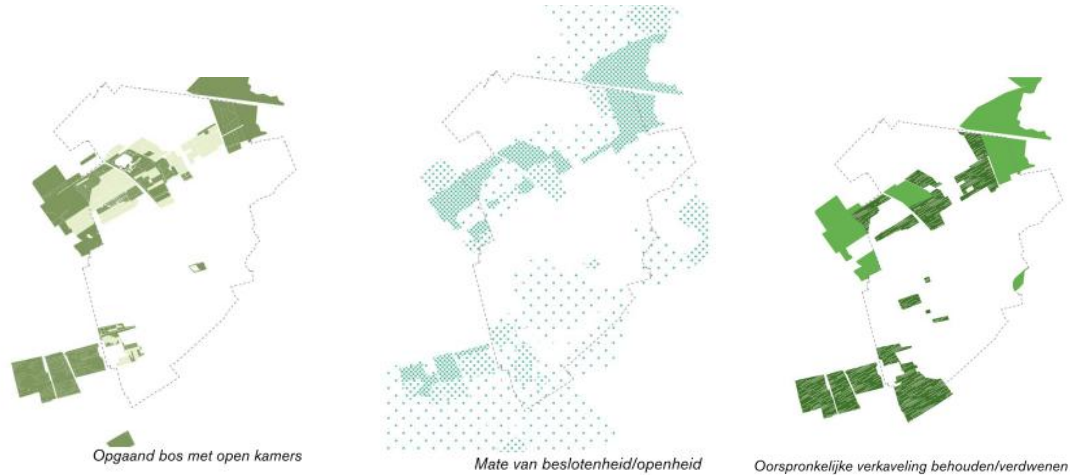 Opgaand bos met open kamers
Mate van beslotenheid/openheid
Oorspronkelijke verkaveling behouden/verdwenen